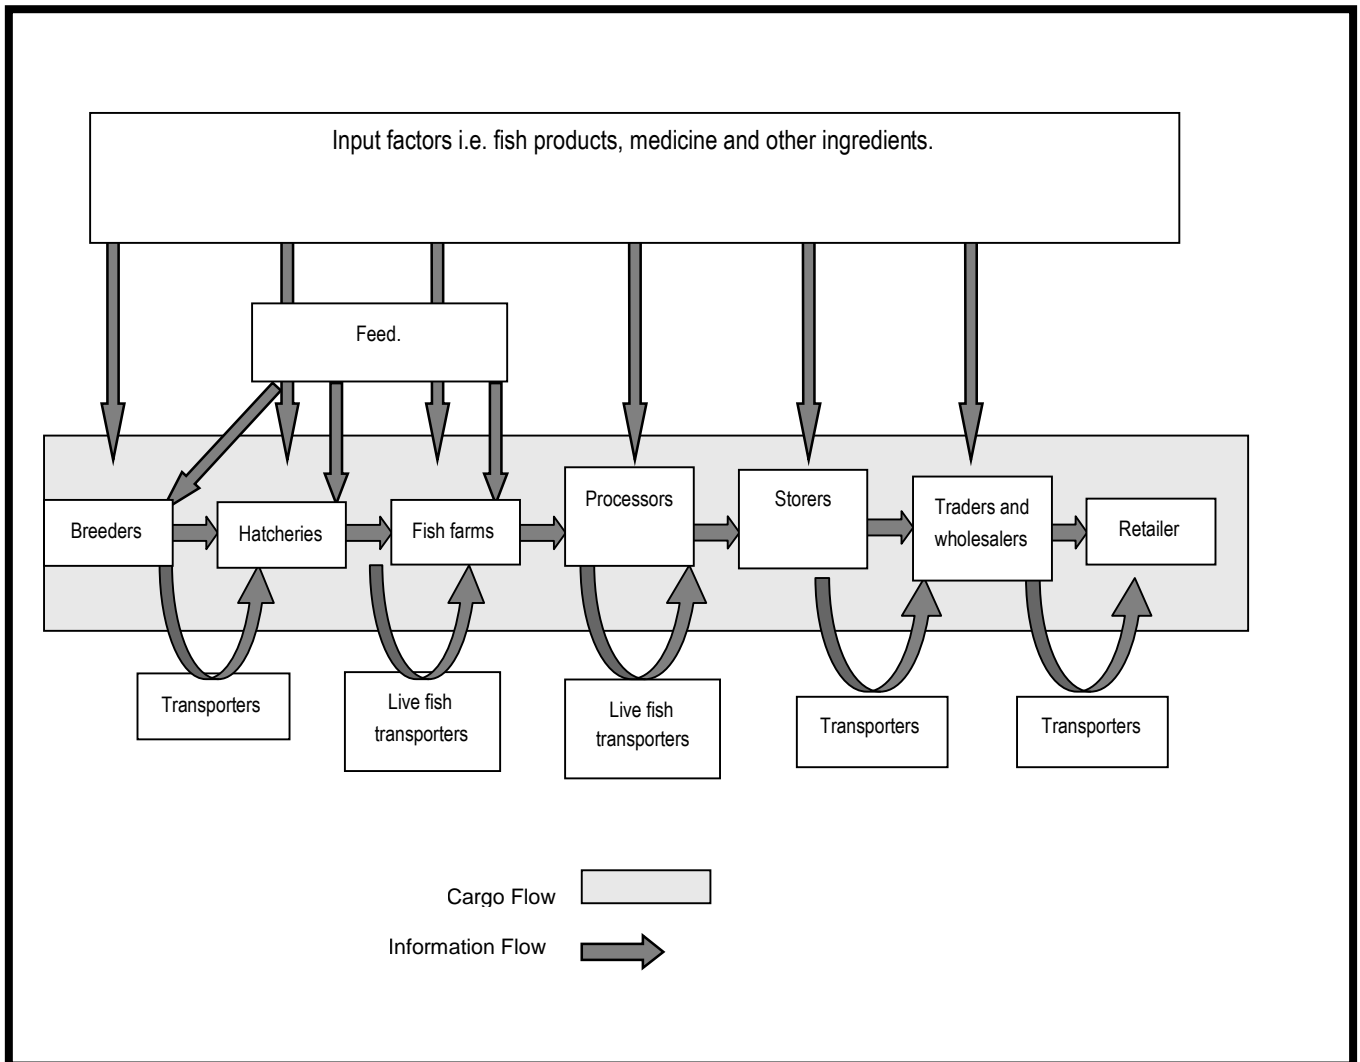 Input factors i.e. fish products, medicine and other ingredients.
Feed.
Breeders
Hatcheries
Fish farms
Processors
Storers
Traders and
wholesalers
Retailer
Transporters
Live fish
transporters
Live fish
transporters
Transporters
Transporters
Cargo Flow
Information Flow